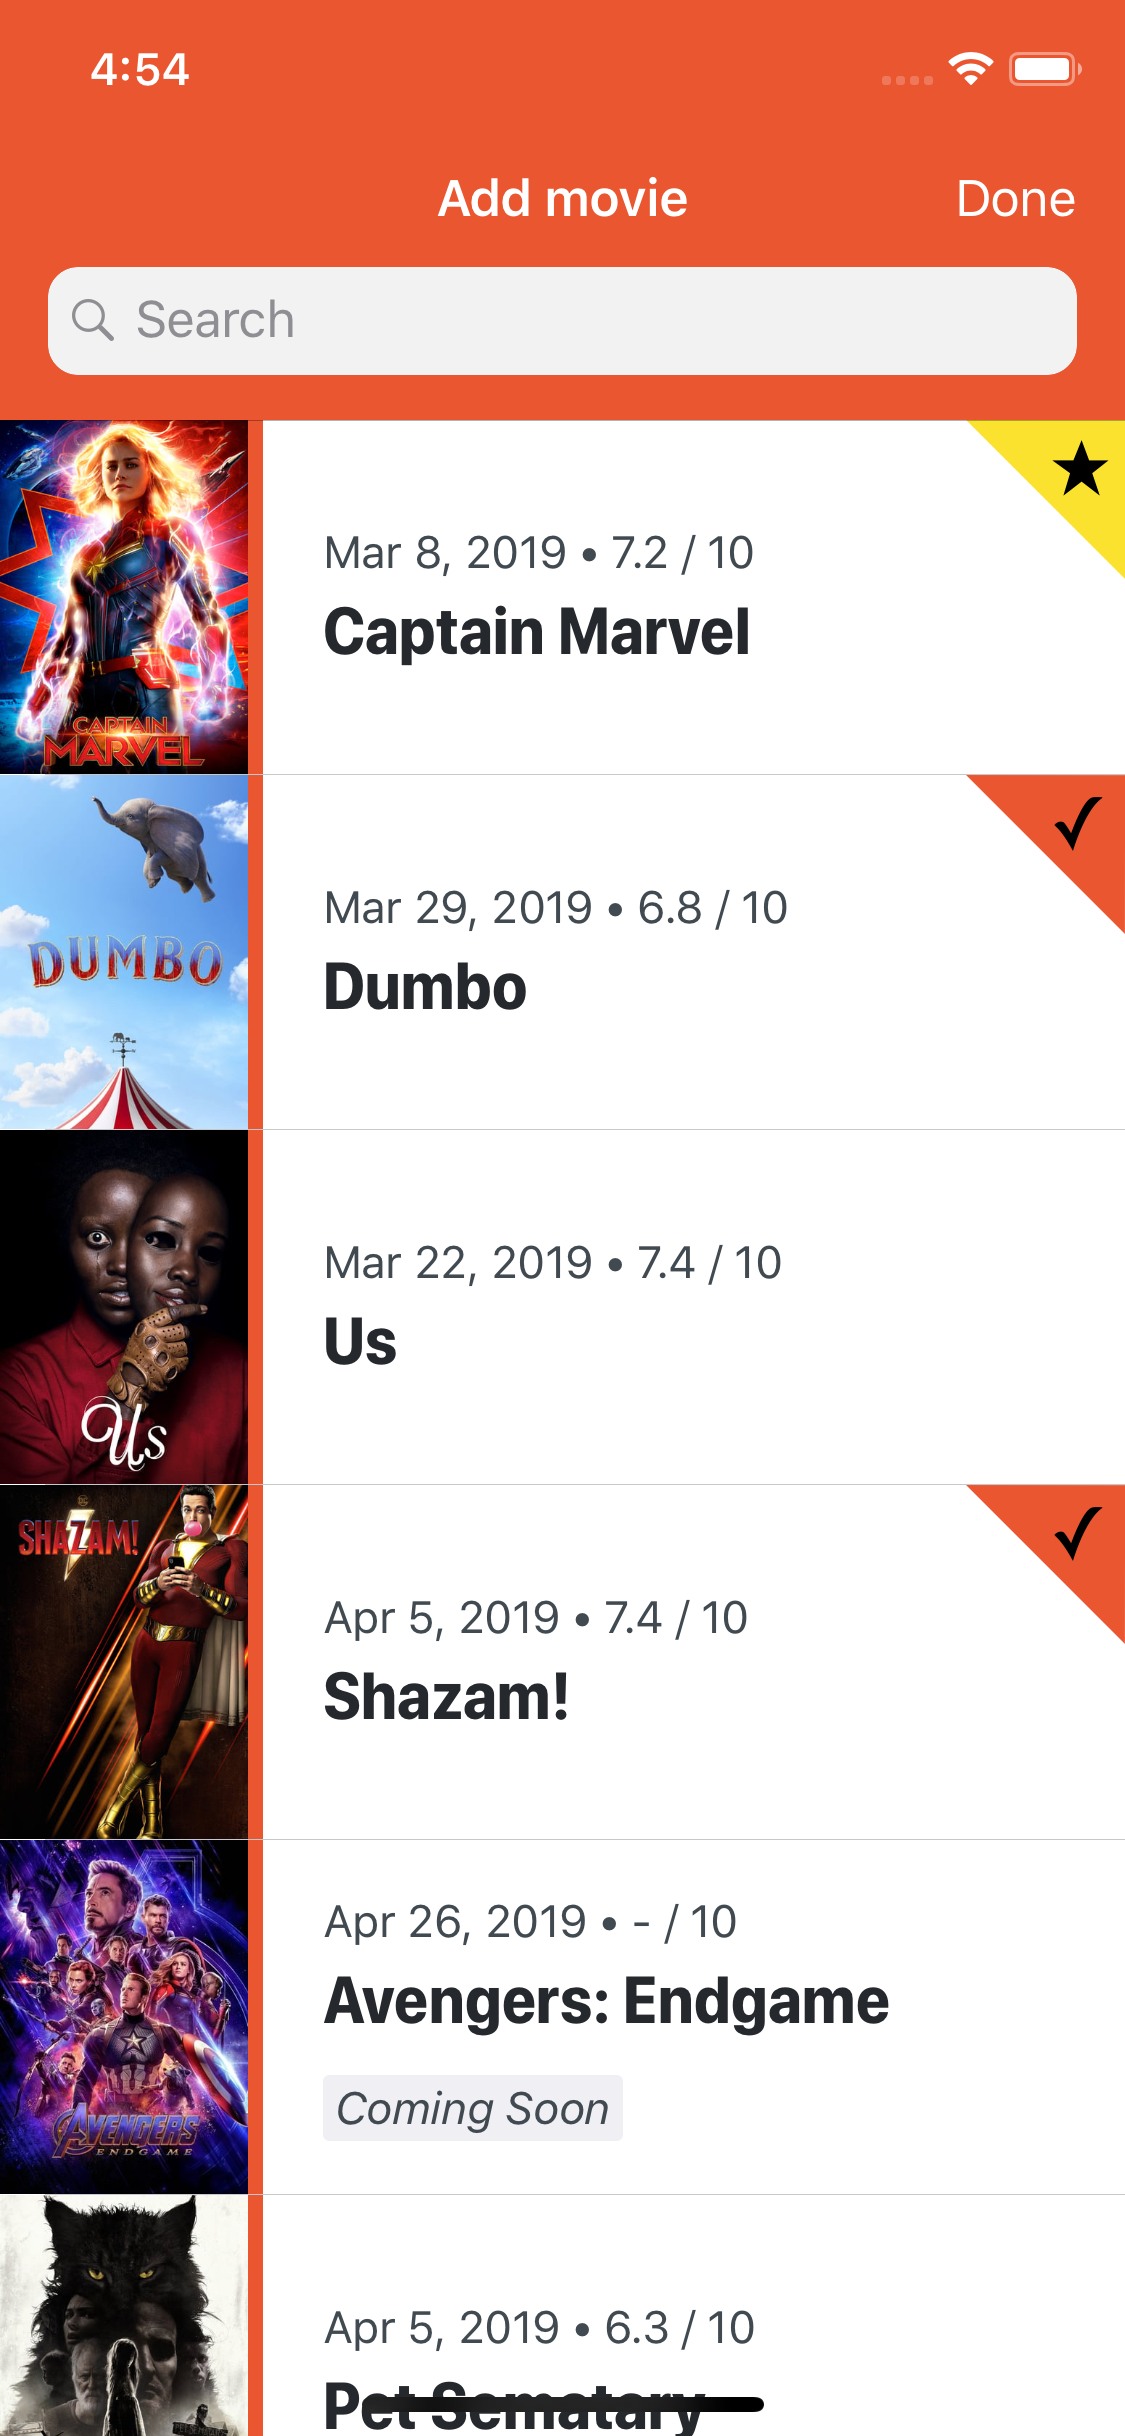 4:54
Add movie
Done
Search
Mar 8, 2019 • 7.2 / 10
Captain Marvel
CAPTAIN
MARVEL
Mar 29, 2019 • 6.8 / 10
Dumbo
DUMBO
Mar 22, 2019 • 7.4 / 10
Us
Us
SHAZAM!
Apr 5, 2019 • 7.4 / 10
Shazam!
Apr 26, 2019 • - / 10
Avengers: Endgame
Coming Soon
AVENGERS
ENDGAME
Apr 5, 2019 • 6.3 / 10
Pet Sematary